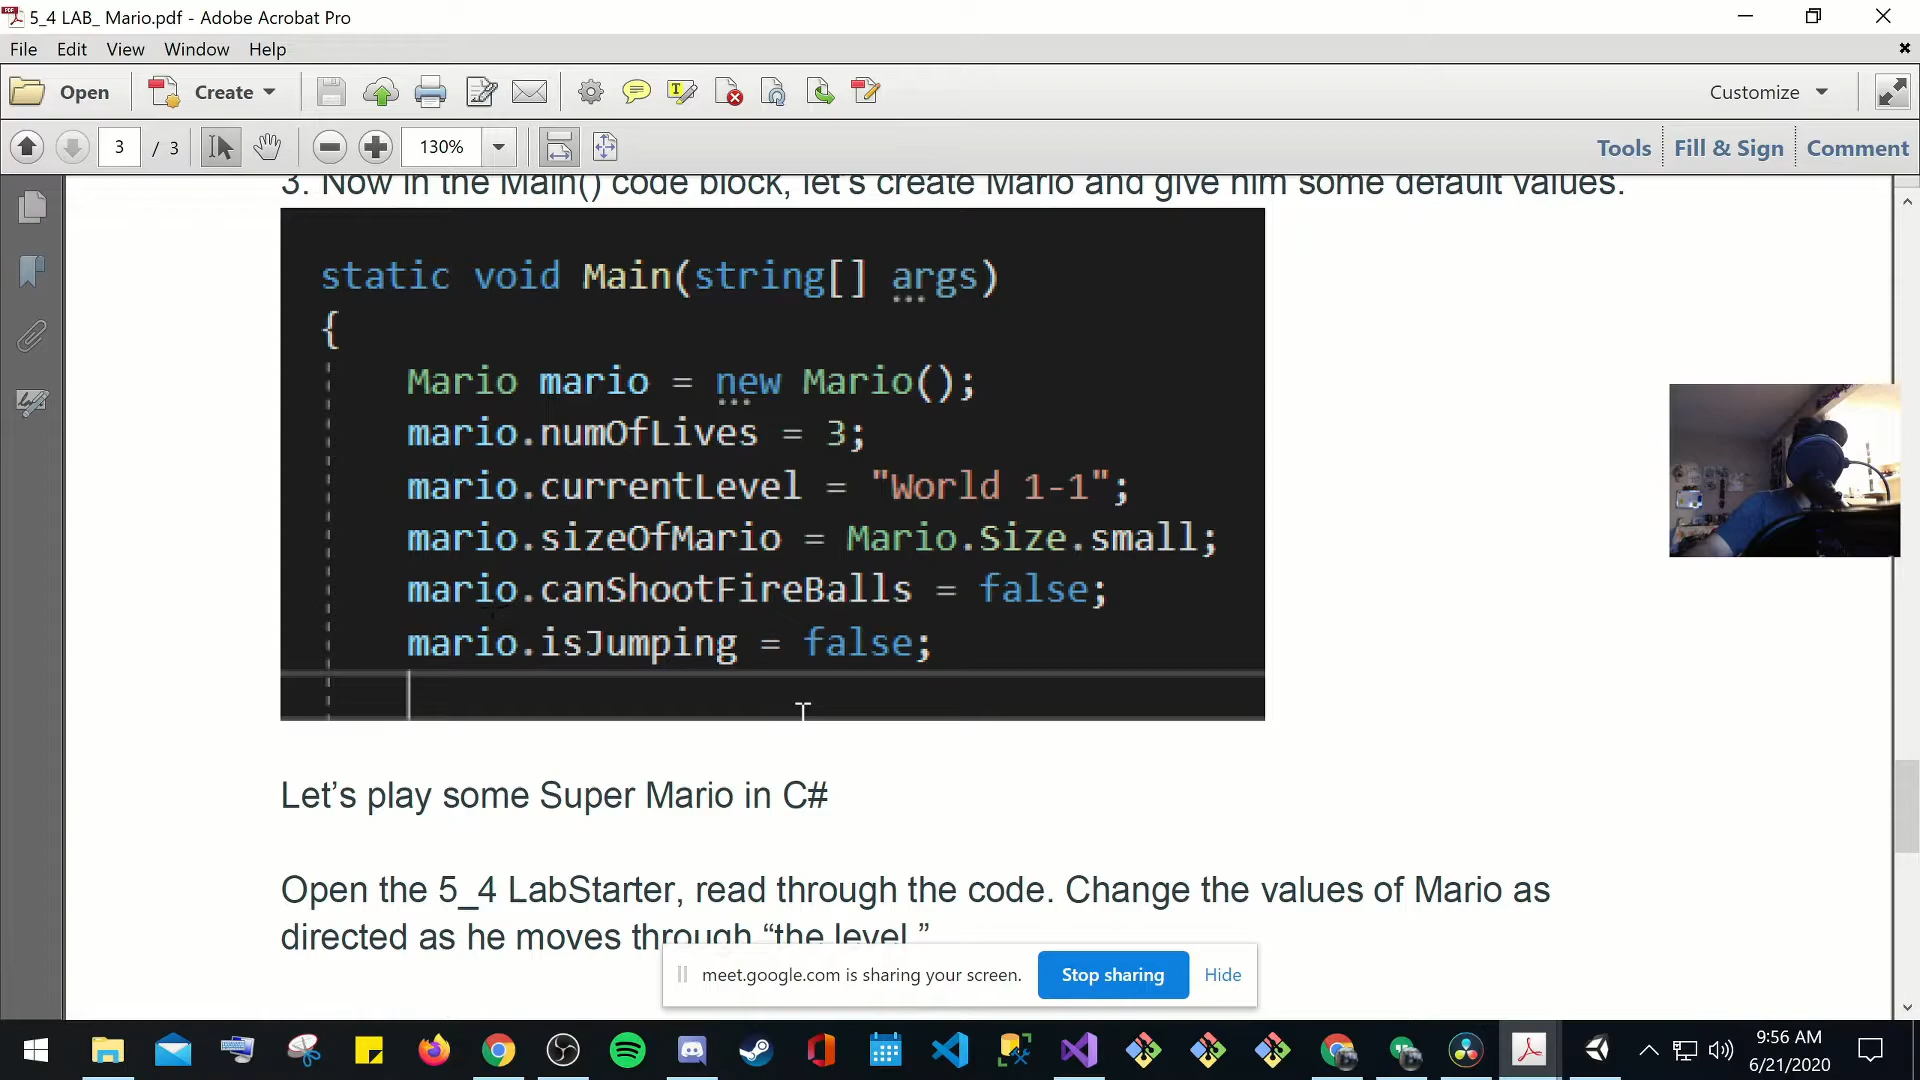 5_4 LAB_ Mario.pdf - Adobe Acrobat Pro
File Edit View Window Help
Open Create Customize
3 / 3 130% Tools Fill & Sign Comment
3. Now in the Main() code block, let's create Mario and give him some default values.
static void Main(string[] args)
{
Mario mario = new Mario();
mario.numOfLives = 3;
mario.currentLevel = "World 1-1";
mario.sizeOfMario = Mario.Size.small;
mario.canShootFireBalls = false;
mario.isJumping = false;
Let’s play some Super Mario in C#
Open the 5_4 LabStarter, read through the code. Change the values of Mario as
directed as he moves through “the level.”
meet.google.com is sharing your screen. Stop sharing Hide
9:56 AM
6/21/2020